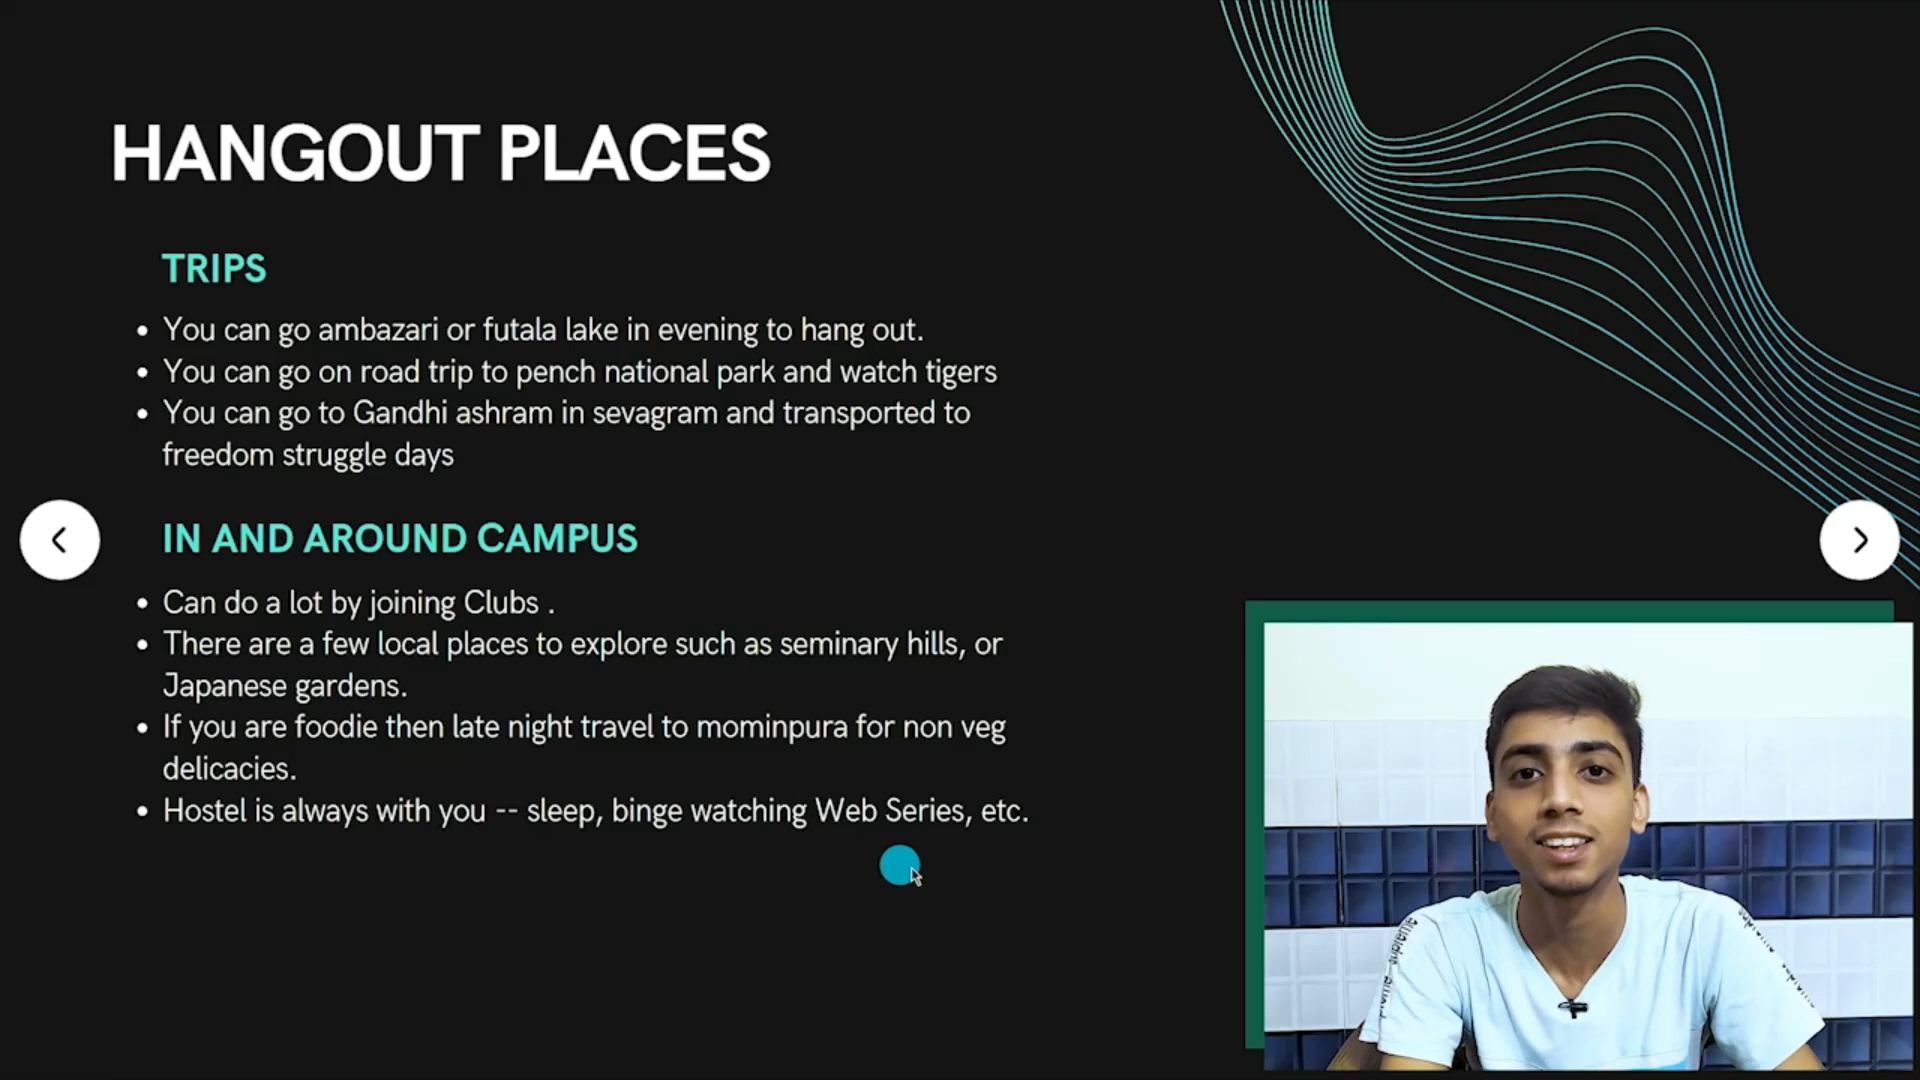 HANGOUT PLACES
TRIPS
• You can go ambazari or futala lake in evening to hang out.
• You can go on road trip to pench national park and watch tigers
• You can go to Gandhi ashram in sevagram and transported to
freedom struggle days
IN AND AROUND CAMPUS
• Can do a lot by joining Clubs .
• There are a few local places to explore such as seminary hills, or
Japanese gardens.
• If you are foodie then late night travel to mominpura for non veg
delicacies.
• Hostel is always with you -- sleep, binge watching Web Series, etc.
supreme